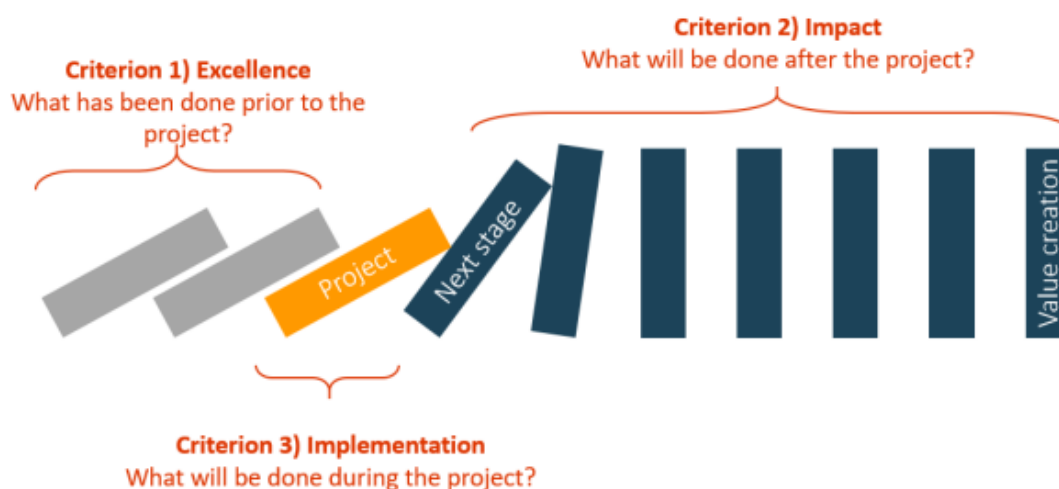 Criterion 1) Excellence
What has been done prior to the
project?
Criterion 2) Impact
What will be done after the project?
Project
Next stage
Value creation
Criterion 3) Implementation
What will be done during the project?